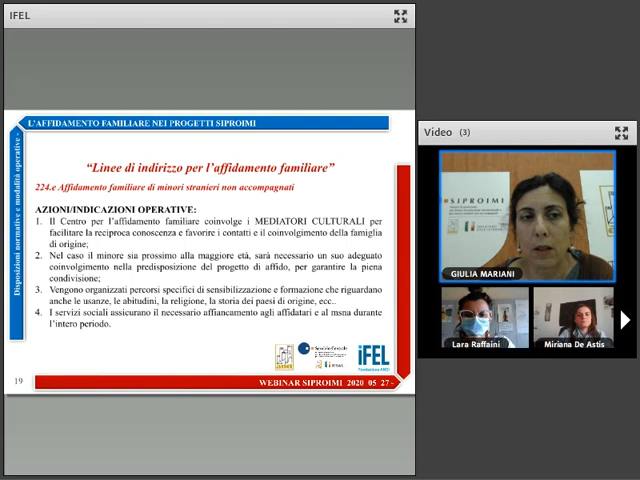 IFEL
L'AFFIDAMENTO FAMILIARE NEI PROGETTI SIPROIMI
Disposizioni normative e modalità operative -
"Linee di indirizzo per l'affidamento familiare"
224.e Affidamento familiare di minori stranieri non accompagnati
AZIONI/INDICAZIONI OPERATIVE:
1. Il Centro per l'affidamento familiare coinvolge i MEDIATORI CULTURALI per
facilitare la reciproca conoscenza e favorire i contatti e il coinvolgimento della famiglia
di origine;
2. Nel caso il minore sia prossimo alla maggiore età, sarà necessario un suo adeguato
coinvolgimento nella predisposizione del progetto di affido, per garantire la piena
condivisione;
3. Vengono organizzati percorsi specifici di sensibilizzazione e formazione che riguardano
anche le usanze, le abitudini, la religione, la storia dei paesi di origine, ecc..
4. I servizi sociali assicurano il necessario affiancamento agli affidatari e al msna durante
l'intero periodo.
IFEL
Fondazione ANCI
19
WEBINAR SIPROIMI 2020 05 27 -
Video (3)
SIPROIMI
GIULIA MARIANI
Lara Raffaini
Miriana De Astis